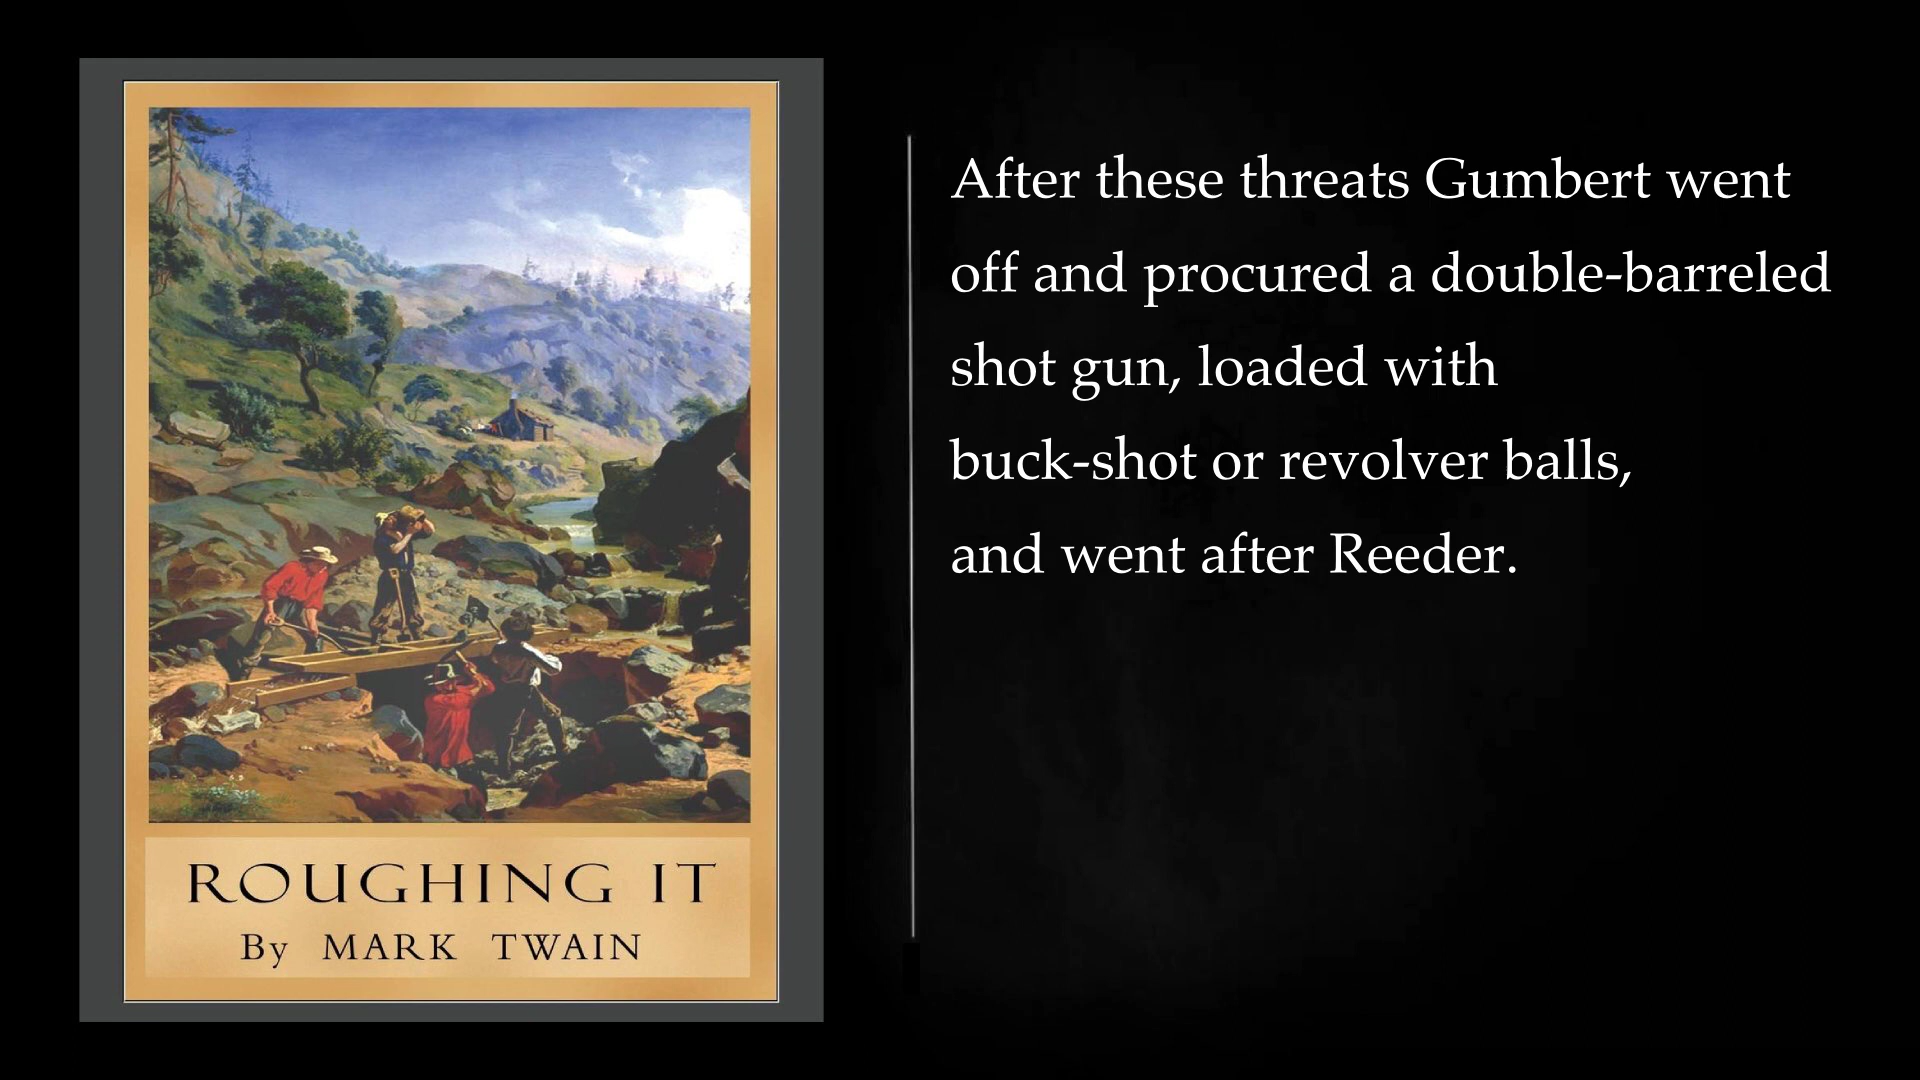 ROUGHING IT
By MARK TWAIN
After these threats Gumbert went
off and procured a double-barreled
shot gun, loaded with
buck-shot or revolver balls,
and went after Reeder.